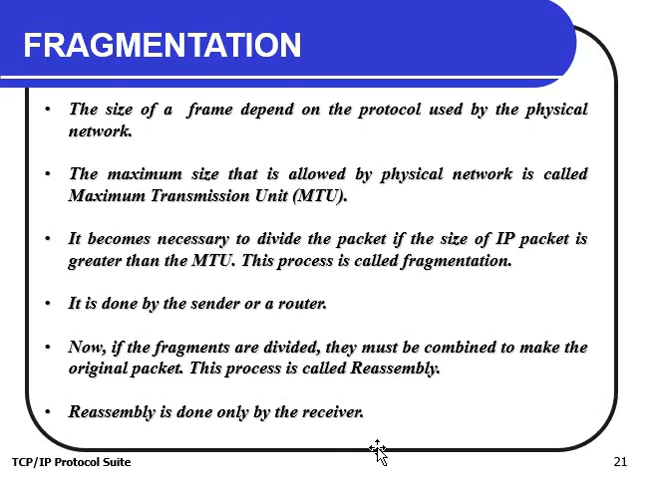 FRAGMENTATION
• The size of a frame depend on the protocol used by the physical
network.
• The maximum size that is allowed by physical network is called
Maximum Transmission Unit (MTU).
• It becomes necessary to divide the packet if the size of IP packet is
greater than the MTU. This process is called fragmentation.
• It is done by the sender or a router.
• Now, if the fragments are divided, they must be combined to make the
original packet. This process is called Reassembly.
• Reassembly is done only by the receiver.
TCP/IP Protocol Suite
21